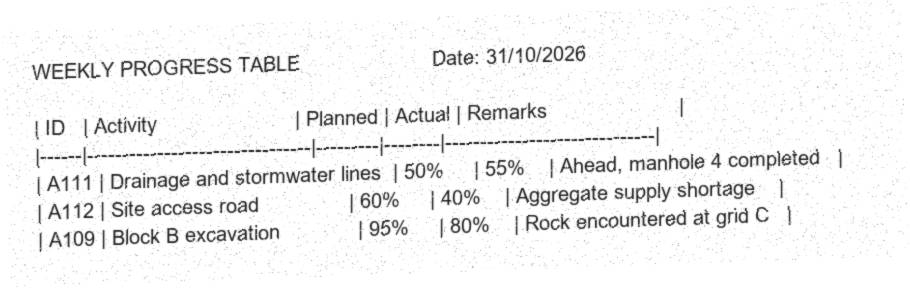 WEEKLY PROGRESS TABLE Date: 31/10/2026
| ID | Activity | Planned | Actual | Remarks |
|------|--------------------------------|---------|--------|------------------------------|
| A111 | Drainage and stormwater lines | 50% | 55% | Ahead, manhole 4 completed |
| A112 | Site access road | 60% | 40% | Aggregate supply shortage |
| A109 | Block B excavation | 95% | 80% | Rock encountered at grid C |